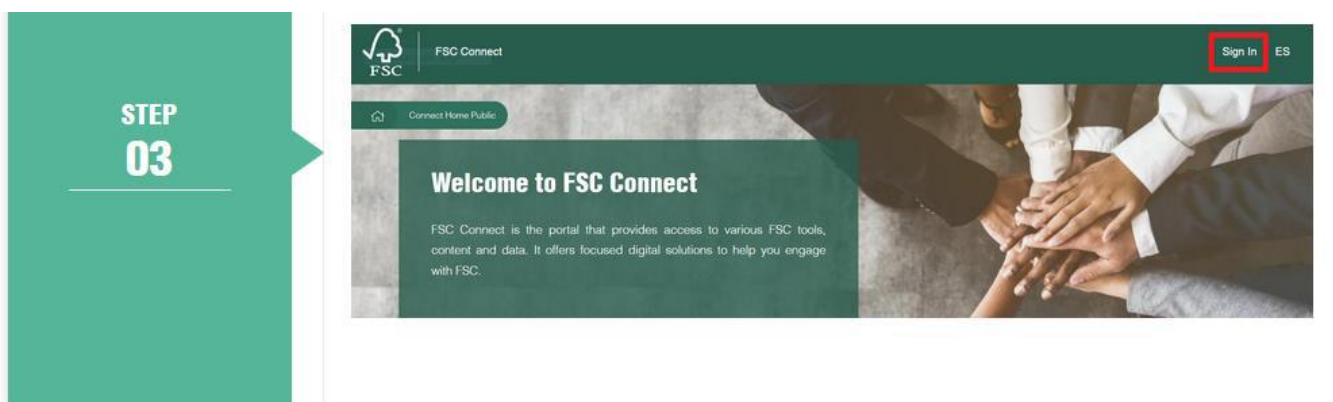 STEP
03
FSC
FSC Connect
Sign In
ES
Connect Home Public
Welcome to FSC Connect
FSC Connect is the portal that provides access to various FSC tools,
content and data. It offers focused digital solutions to help you engage
with FSC.